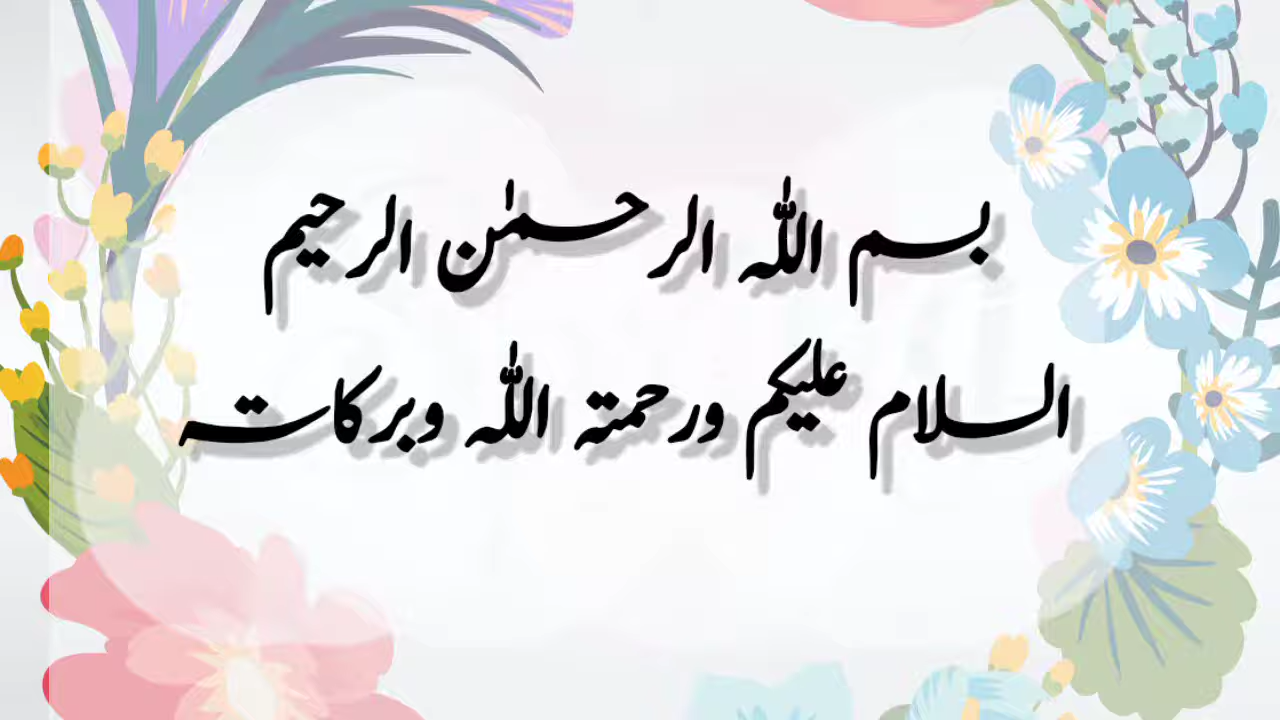 بسم اللہ الرحمٰن الرحیم
السلام علیکم ورحمتہ اللہ وبرکاتہ